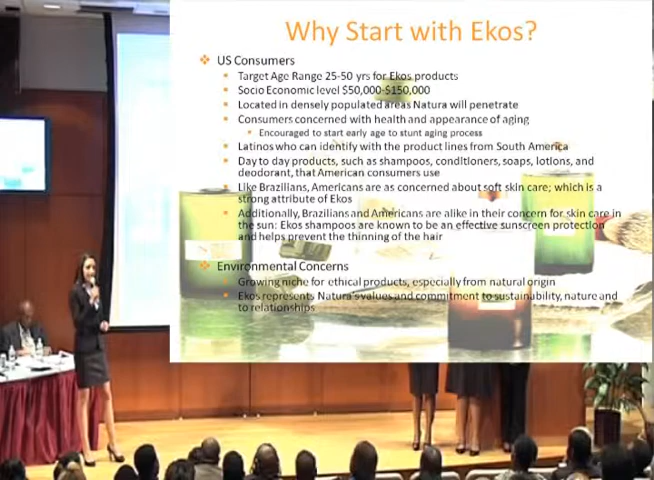 Why Start with Ekos?
US Consumers
Target Age Range 25-50 yrs for Ekos products
Socio Economic level $50,000-$150,000
Located in densely populated areas Natura will penetrate
Consumers concerned with health and appearance of aging
Encouraged to start early age to stunt aging process
Latinos who can identify with the product lines from South America
Day to day products, such as shampoos, conditioners, soaps, lotions, and
deodorant, that American consumers use
Like Brazilians, Americans are as concerned about soft skin care; which is a
strong attribute of Ekos
Additionally, Brazilians and Americans are alike in their concern for skin care in
the sun: Ekos shampoos are known to be an effective sunscreen protection
and helps prevent the thinning of the hair
Environmental Concerns
Growing niche for ethical products, especially from natural origin
Ekos represents Natura's values and commitment to sustainability, nature and
to relationships